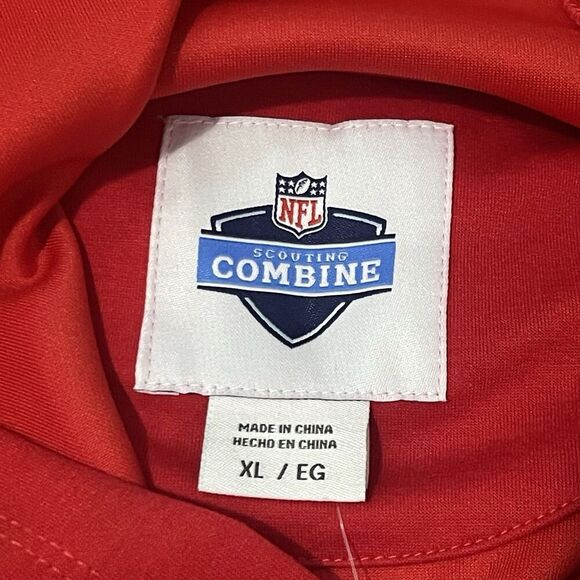 NFL
SCOUTING
COMBINE
MADE IN CHINA
HECHO EN CHINA
XL / EG